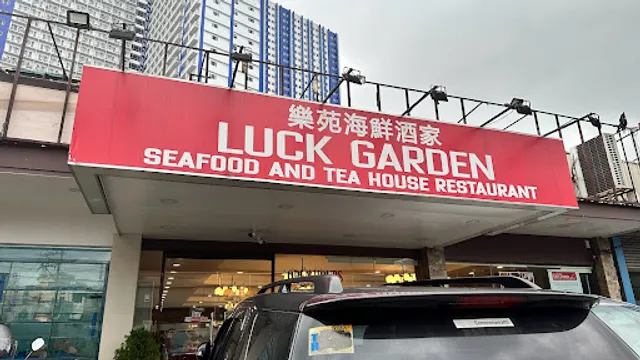 樂苑海鮮酒家
LUCK GARDEN
SEAFOOD AND TEA HOUSE RESTAURANT